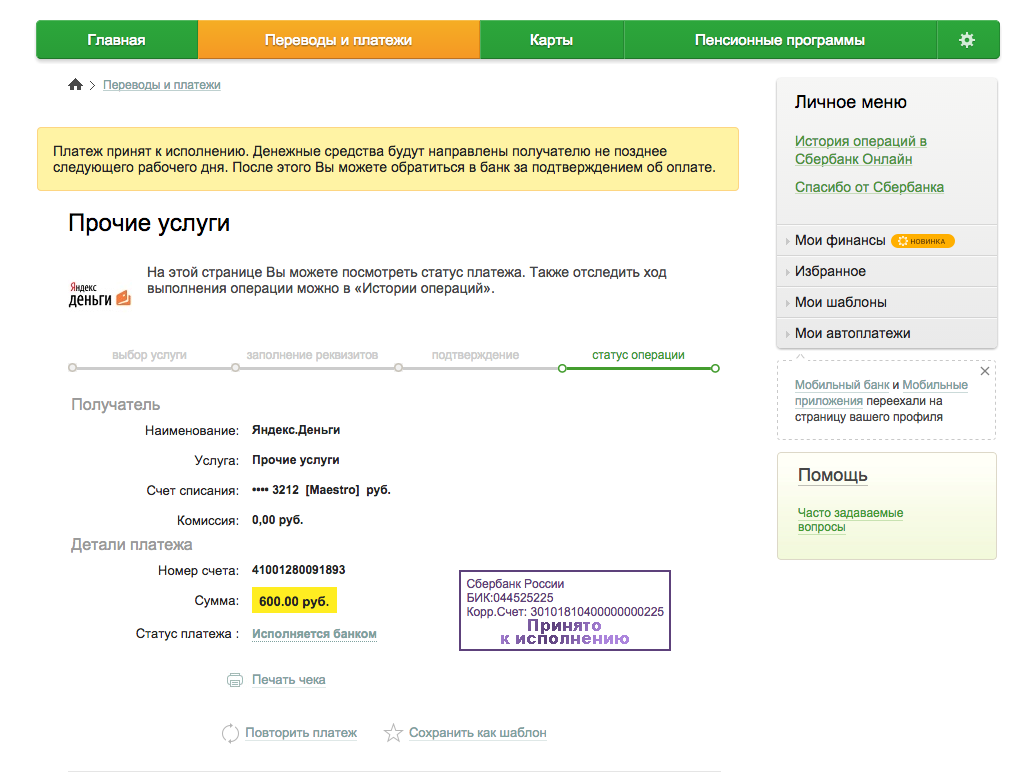 Главная
Переводы и платежи
Карты
Пенсионные программы
Переводы и платежи
Платеж принят к исполнению. Денежные средства будут направлены получателю не позднее
следующего рабочего дня. После этого Вы можете обратиться в банк за подтверждением об оплате.
Прочие услуги
Яндекс
деньги
На этой странице Вы можете посмотреть статус платежа. Также отследить ход
выполнения операции можно в «Истории операций».
выбор услуги
заполнение реквизитов
подтверждение
статус операции
Получатель
Наименование: Яндекс.Деньги
Услуга: Прочие услуги
Счет списания: •••• 3212 [Maestro] руб.
Комиссия: 0,00 руб.
Детали платежа
Номер счета: 41001280091893
Сумма: 600.00 руб.
Статус платежа : Исполняется банком
Сбербанк России
БИК:044525225
Корр.Счет: 30101810400000000225
Принято
к исполнению
Печать чека
Повторить платеж
Сохранить как шаблон
Личное меню
История операций в
Сбербанк Онлайн
Спасибо от Сбербанка
Мои финансы НОВИНКА
Избранное
Мои шаблоны
Мои автоплатежи
Мобильный банк и Мобильные
приложения переехали на
страницу вашего профиля
Помощь
Часто задаваемые
вопросы